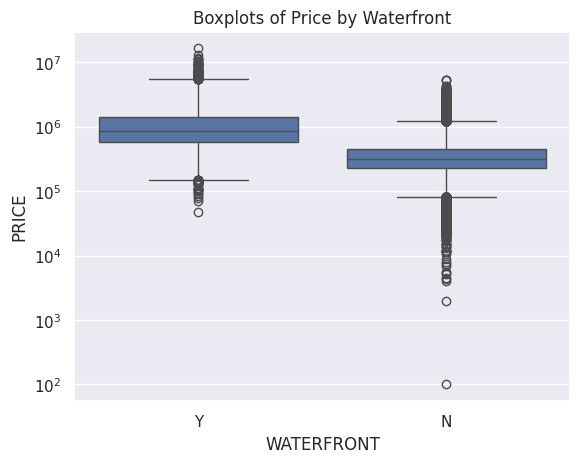 Boxplots of Price by Waterfront
10⁷
10⁶
10⁵
10⁴
10³
10²
PRICE
Y N
WATERFRONT